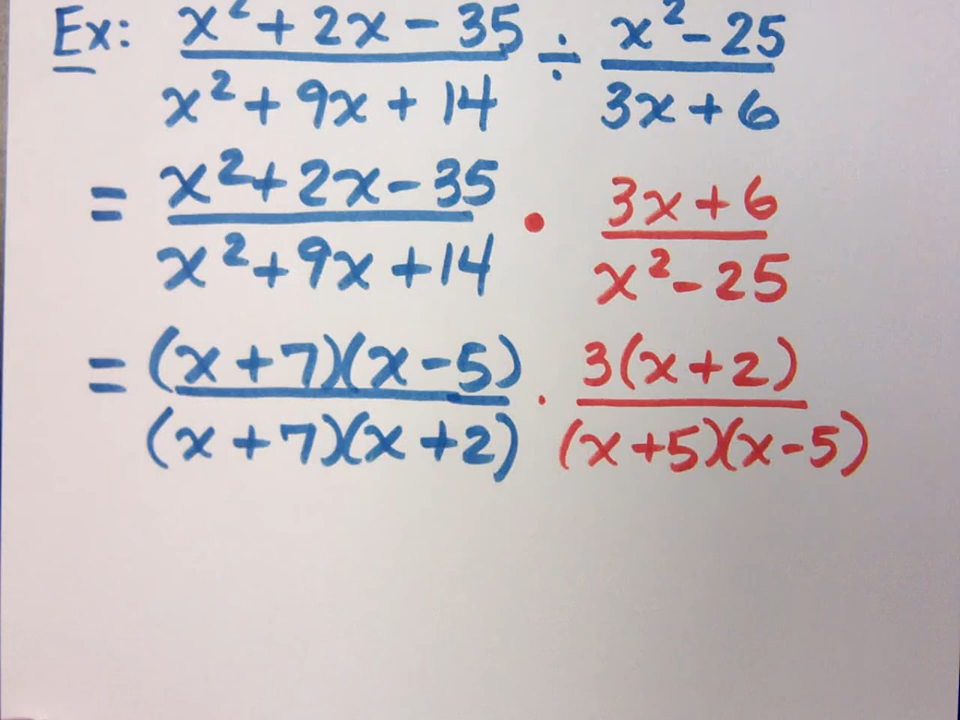 Ex: x² + 2x - 35 / x² + 9x + 14 ÷ x² - 25 / 3x + 6
= x² + 2x - 35 / x² + 9x + 14 • 3x + 6 / x² - 25
= (x + 7)(x - 5) / (x + 7)(x + 2) · 3(x + 2) / (x + 5)(x - 5)